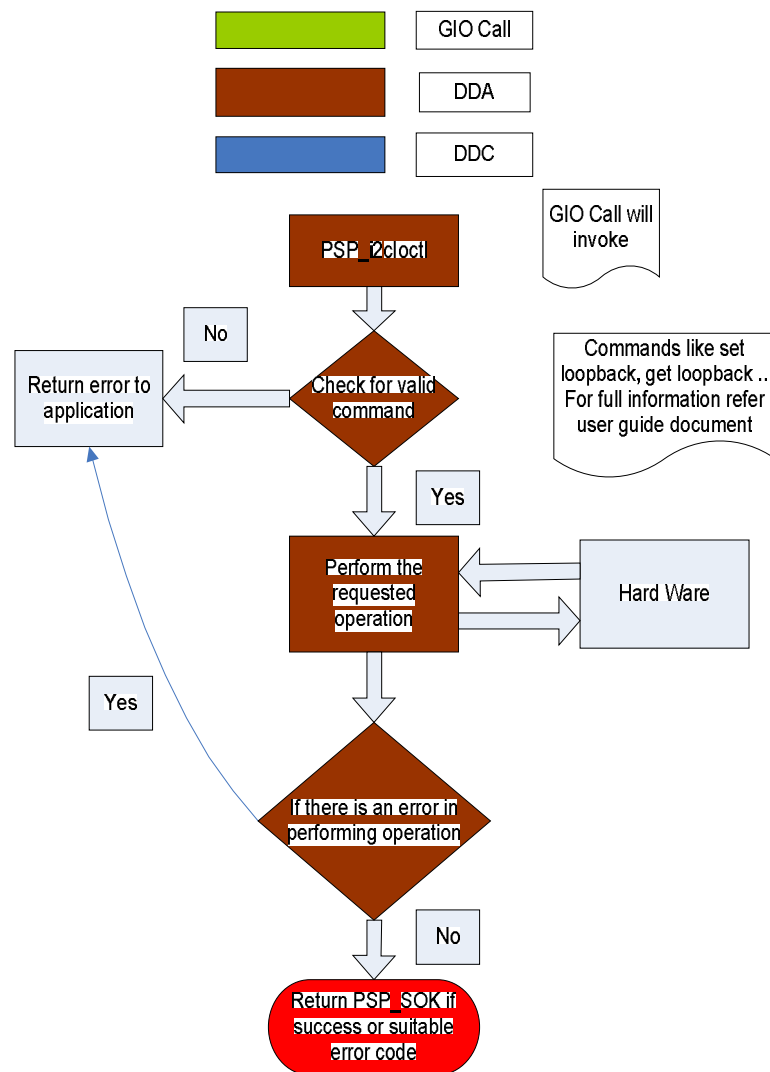 GIO Call
DDA
DDC
GIO Call will
invoke
PSP_i2cIoctl
No
Commands like set
loopback, get loopback ..
For full information refer
user guide document
Return error to
application
Check for valid
command
Yes
Perform the
requested
operation
Hard Ware
Yes
If there is an error in
performing operation
No
Return PSP_SOK if
success or suitable
error code